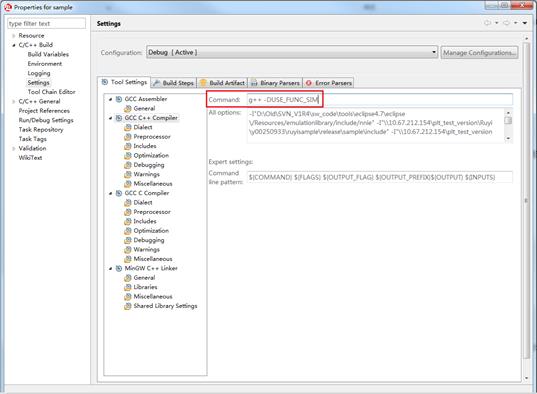 Properties for sample
type filter text
Settings
Resource
C/C++ Build
Build Variables
Environment
Logging
Settings
Tool Chain Editor
C/C++ General
Project References
Run/Debug Settings
Task Repository
Task Tags
Validation
WikiText
Configuration:
Debug [ Active ]
Manage Configurations...
Tool Settings
Build Steps
Build Artifact
Binary Parsers
Error Parsers
GCC Assembler
General
GCC C++ Compiler
Dialect
Preprocessor
Includes
Optimization
Debugging
Warnings
Miscellaneous
GCC C Compiler
Dialect
Preprocessor
Includes
Optimization
Debugging
Warnings
Miscellaneous
MinGW C++ Linker
General
Libraries
Miscellaneous
Shared Library Settings
Command:
g++ -DUSE_FUNC_SIM
All options:
-I"D:\Old\SVN_V1R4\sw_code\tools\eclipse4.7\eclipse
\/Resources/emulationlibrary/include/nnie" -I"\\10.67.212.154\plt_test_version\Ruyi
\y00250933\ruyisample\release\sample\include" -I"\\10.67.212.154\plt_test_version
Expert settings:
Command
line pattern:
${COMMAND} ${FLAGS} ${OUTPUT_FLAG} ${OUTPUT_PREFIX}${OUTPUT} ${INPUTS}